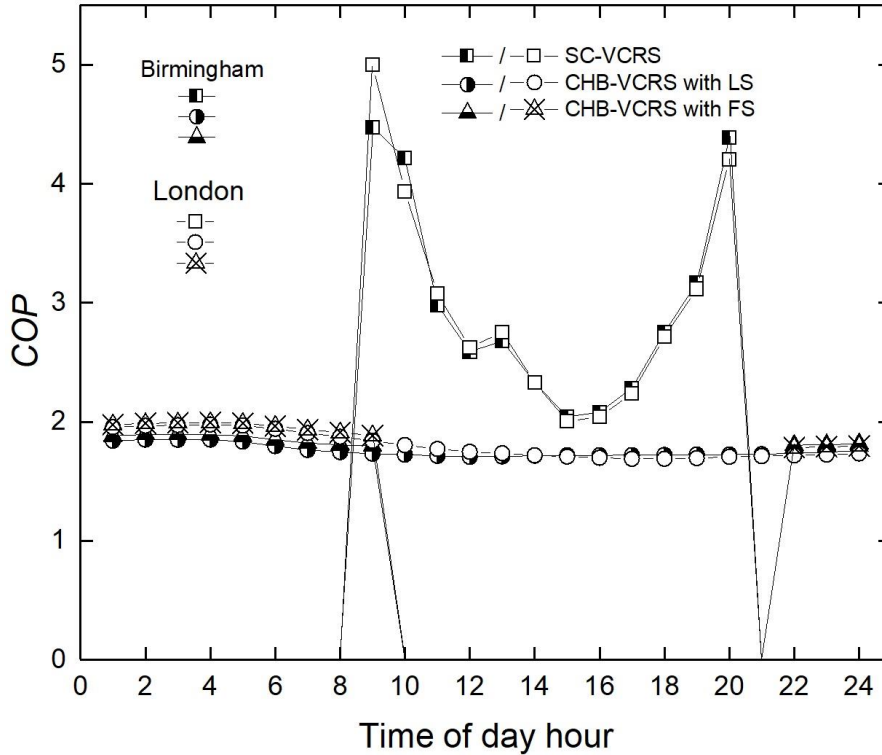 Birmingham
London
/ SC-VCRS
/ CHB-VCRS with LS
/ CHB-VCRS with FS
COP
5
4
3
2
1
0
0 2 4 6 8 10 12 14 16 18 20 22 24
Time of day hour